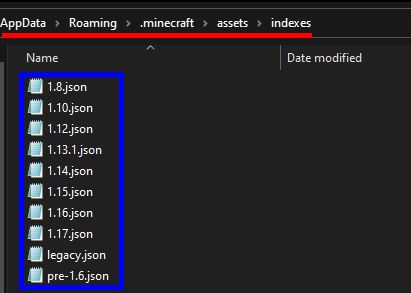 AppData > Roaming > .minecraft > assets > indexes
Name Date modified
1.8.json
1.10.json
1.12.json
1.13.1.json
1.14.json
1.15.json
1.16.json
1.17.json
legacy.json
pre-1.6.json